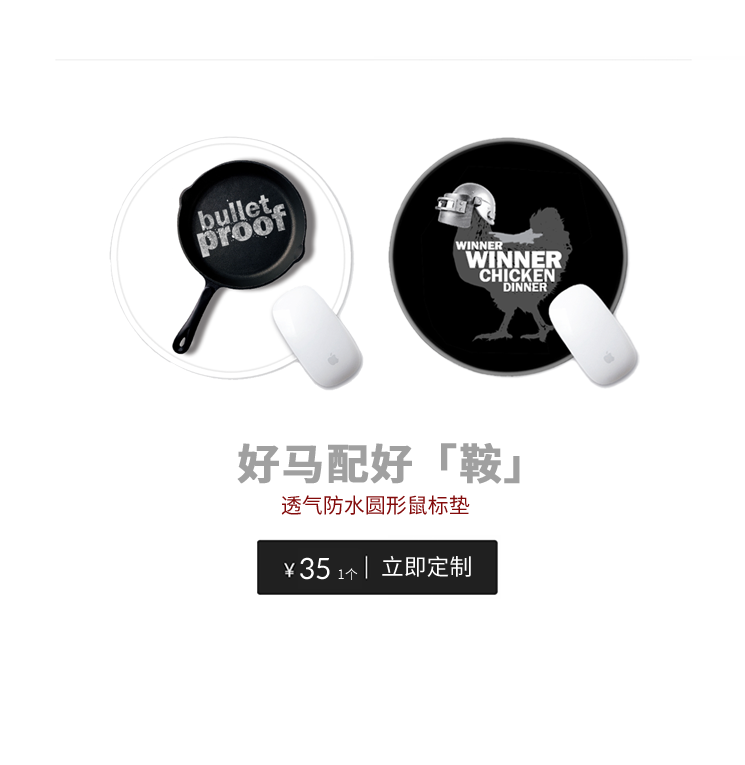 bullet
proof
WINNER
WINNER
CHICKEN
DINNER
好马配好「鞍」
透气防水圆形鼠标垫
¥35 1个 | 立即定制